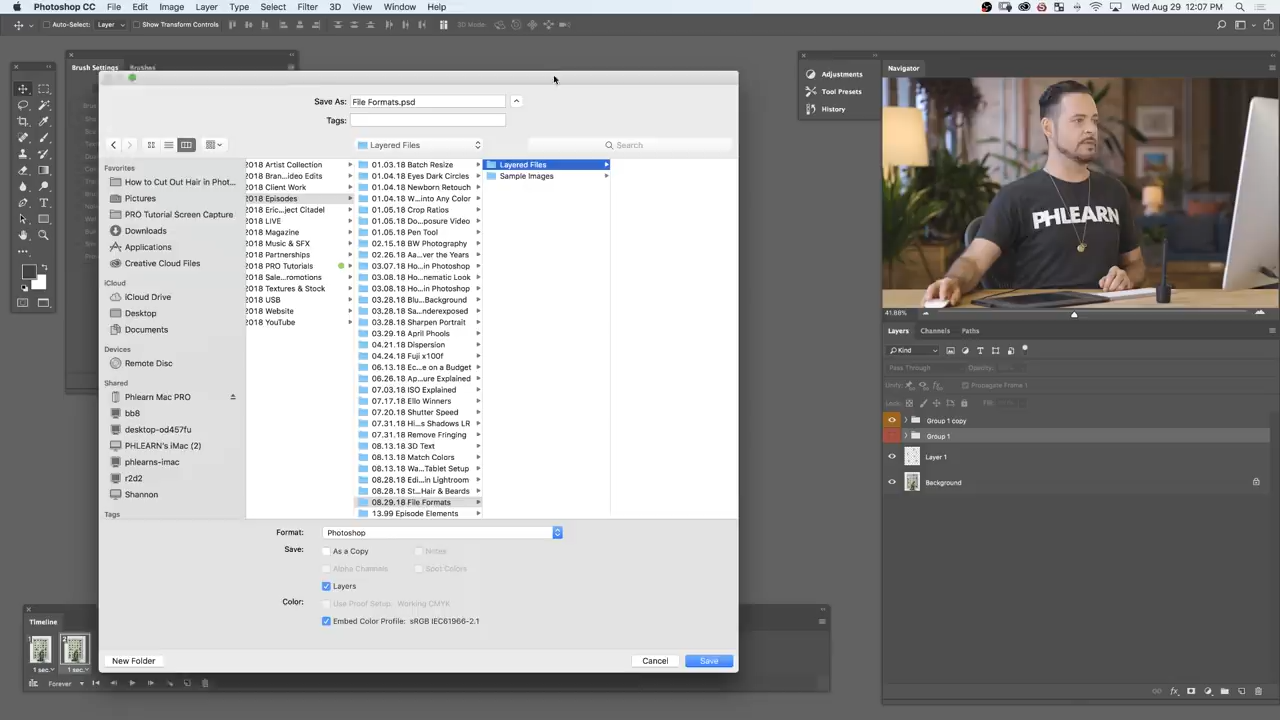 Photoshop CC File Edit Image Layer Type Select Filter 3D View Window Help Wed Aug 29 12:07 PM
Auto-Select: Layer Show Transform Controls 3D Mode:
Brush Settings Brushes
Save As: File Formats.psd
Tags:
Layered Files
Search
Favorites
How to Cut Out Hair in Phot...
Pictures
PRO Tutorial Screen Capture
Downloads
Applications
Creative Cloud Files
iCloud
iCloud Drive
Desktop
Documents
Devices
Remote Disc
Shared
Phlearn Mac PRO
bb8
desktop-od457fu
PHLEARN's iMac (2)
phlearns-imac
r2d2
Shannon
Tags
2018 Artist Collection
2018 Bran...ideo Edits
2018 Client Work
2018 Episodes
2018 Eric...ject Citadel
2018 LIVE
2018 Magazine
2018 Music & SFX
2018 Partnerships
2018 PRO Tutorials
2018 Sale...romotions
2018 Textures & Stock
2018 USB
2018 Website
2018 YouTube
01.03.18 Batch Resize
01.04.18 Eyes Dark Circles
01.04.18 Newborn Retouch
01.04.18 W...into Any Color
01.05.18 Crop Ratios
01.05.18 Do...posure Video
01.05.18 Pen Tool
02.15.18 BW Photography
02.26.18 Aa...ver the Years
03.07.18 Ho...in Photoshop
03.08.18 Ho...nematic Look
03.08.18 Ho...in Photoshop
03.28.18 Blu...Background
03.28.18 Sa...nderexposed
03.28.18 Sharpen Portrait
03.29.18 April Phools
04.21.18 Dispersion
04.24.18 Fuji x100f
06.13.18 Ec...e on a Budget
06.26.18 Ap...ure Explained
07.03.18 ISO Explained
07.17.18 Ello Winners
07.20.18 Shutter Speed
07.31.18 Hi...s Shadows LR
07.31.18 Remove Fringing
08.13.18 3D Text
08.13.18 Match Colors
08.13.18 Wa...Tablet Setup
08.28.18 Edi...in Lightroom
08.28.18 St...Hair & Beards
08.29.18 File Formats
13.99 Episode Elements
Layered Files
Sample Images
Format: Photoshop
Save: As a Copy Notes
Alpha Channels Spot Colors
Layers
Color: Use Proof Setup: Working CMYK
Embed Color Profile: sRGB IEC61966-2.1
New Folder Cancel Save
Timeline
1 2
1 sec. 1 sec.
Forever
Adjustments
Tool Presets
History
Navigator
PHLEARN
41.88%
Layers Channels Paths
Kind
Pass Through Opacity:
Unify: Propagate Frame 1
Lock: Fill:
Group 1 copy
Group 1
Layer 1
Background